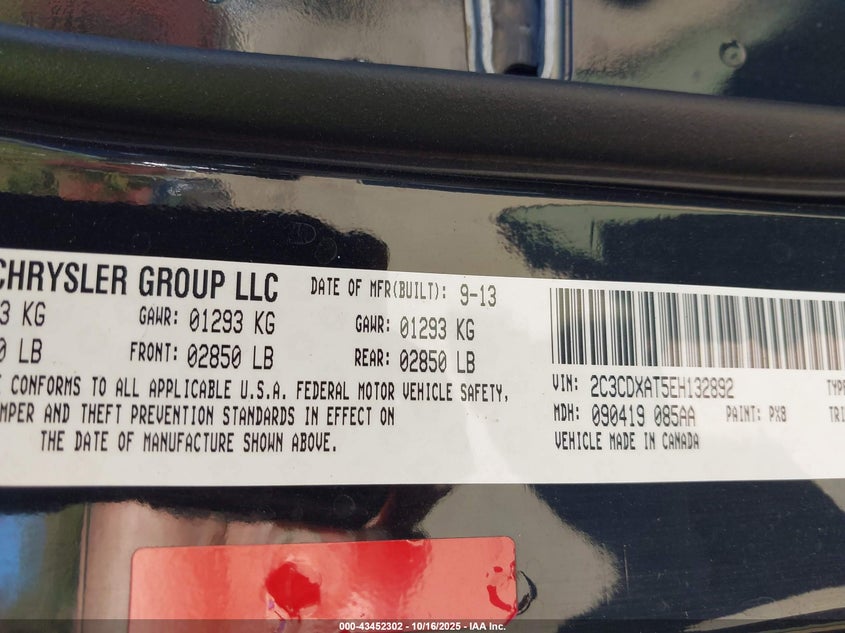 CHRYSLER GROUP LLC
DATE OF MFR(BUILT): 9-13
3 KG GAWR: 01293 KG GAWR: 01293 KG
0 LB FRONT: 02850 LB REAR: 02850 LB
E CONFORMS TO ALL APPLICABLE U.S.A. FEDERAL MOTOR VEHICLE SAFETY,
MPER AND THEFT PREVENTION STANDARDS IN EFFECT ON
THE DATE OF MANUFACTURE SHOWN ABOVE.
VIN: 2C3CDXAT5EH132892 TYPE
MDH: 090419 085AA PAINT: PX8 TRI
VEHICLE MADE IN CANADA
000-43452302 - 10/16/2025 - IAA Inc.